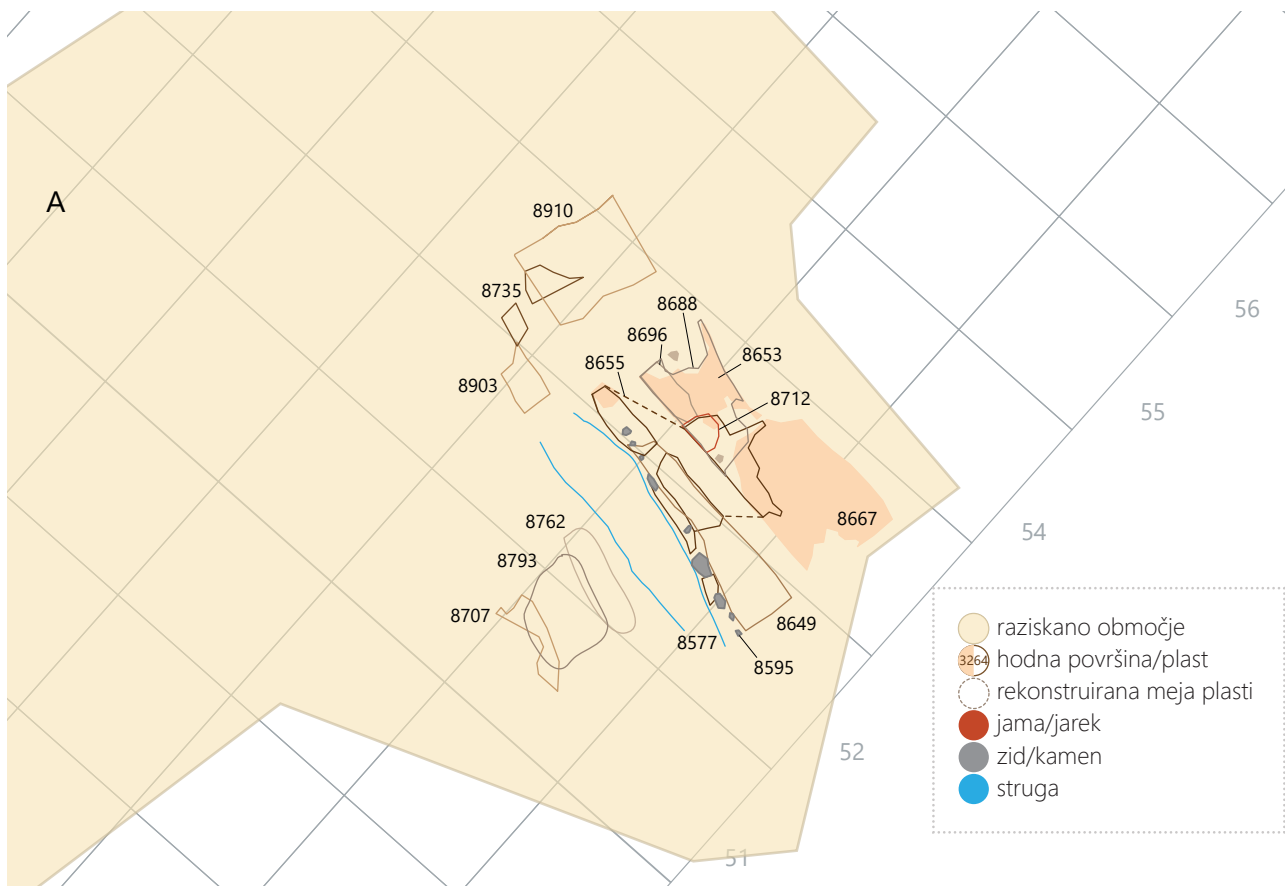 A
8910
8735
8688
8696
8653
8655
56
8903
8712
55
8667
8762
54
8793
8707
8577
8649
8595
raziskano območje
3264 hodna površina/plast
rekonstruirana meja plasti
jama/jarek
zid/kamen
struga
52
51